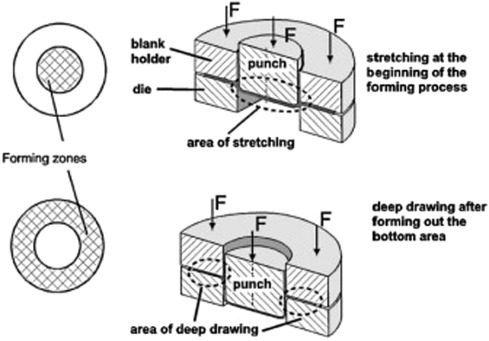 F
F
F
blank
holder
punch
die
stretching at the
beginning of the
forming process
area of stretching
Forming zones
F
F
F
deep drawing after
forming out the
bottom area
punch
area of deep drawing